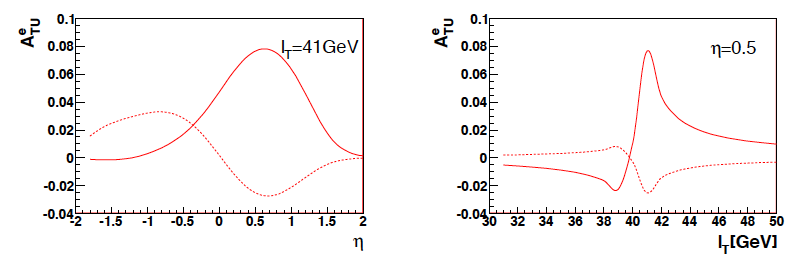 A^e_TU
0.1
0.08
0.06
0.04
0.02
0
-0.02
-0.04
l_T=41GeV
-2 -1.5 -1 -0.5 0 0.5 1 1.5 2
η
A^e_TU
0.1
0.08
0.06
0.04
0.02
0
-0.02
-0.04
η=0.5
30 32 34 36 38 40 42 44 46 48 50
l_T[GeV]